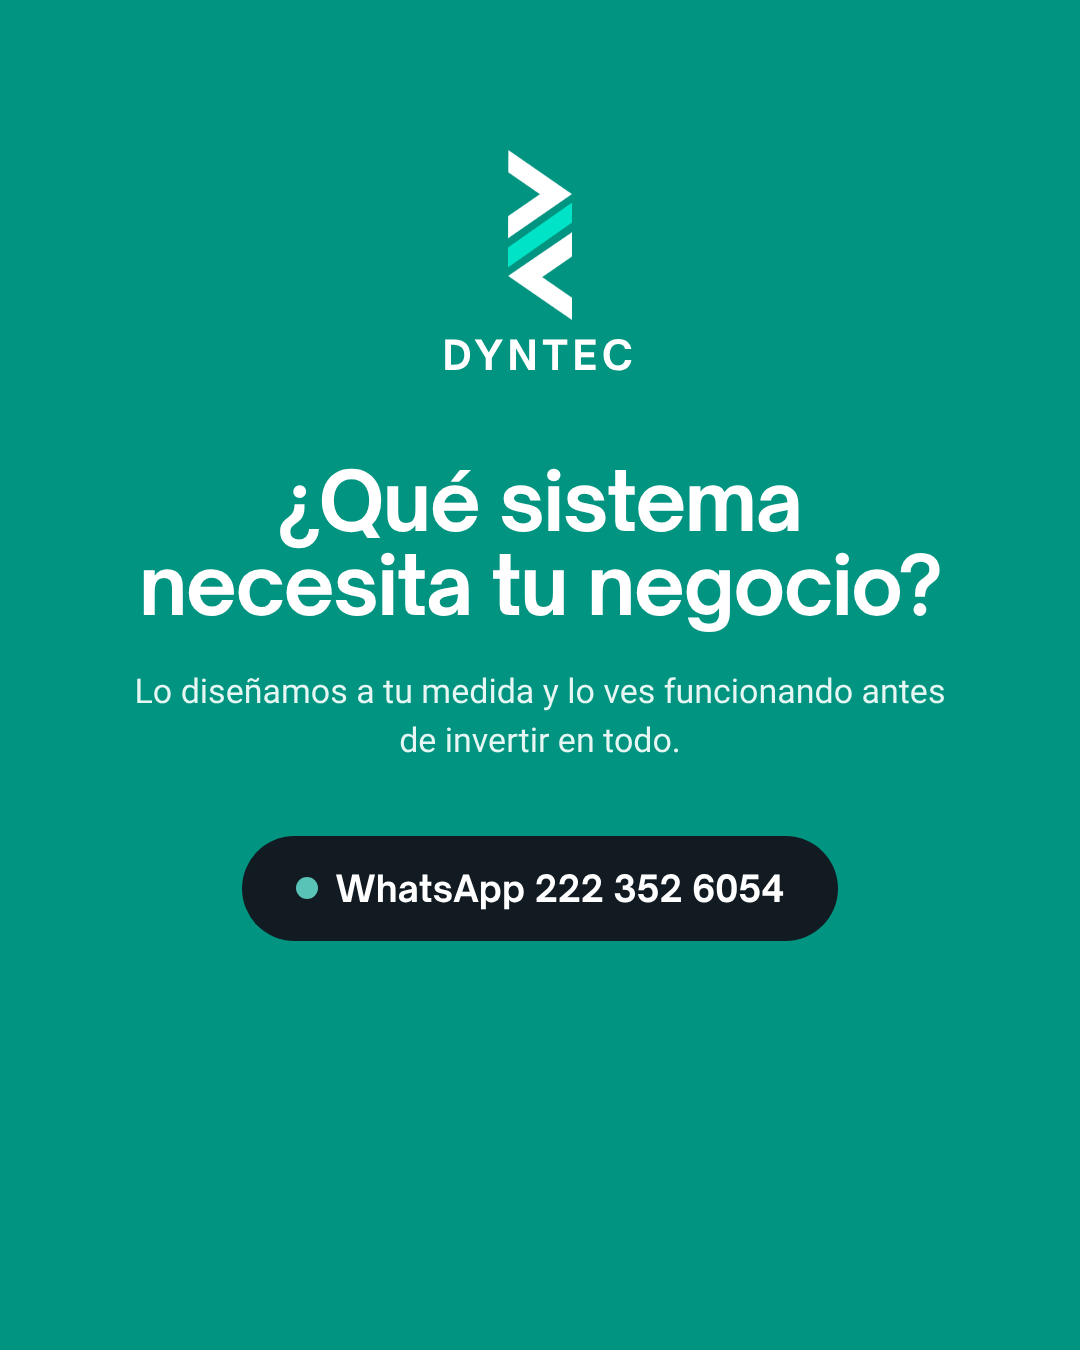 DYNTEC
¿Qué sistema
necesita tu negocio?
Lo diseñamos a tu medida y lo ves funcionando antes
de invertir en todo.
WhatsApp 222 352 6054